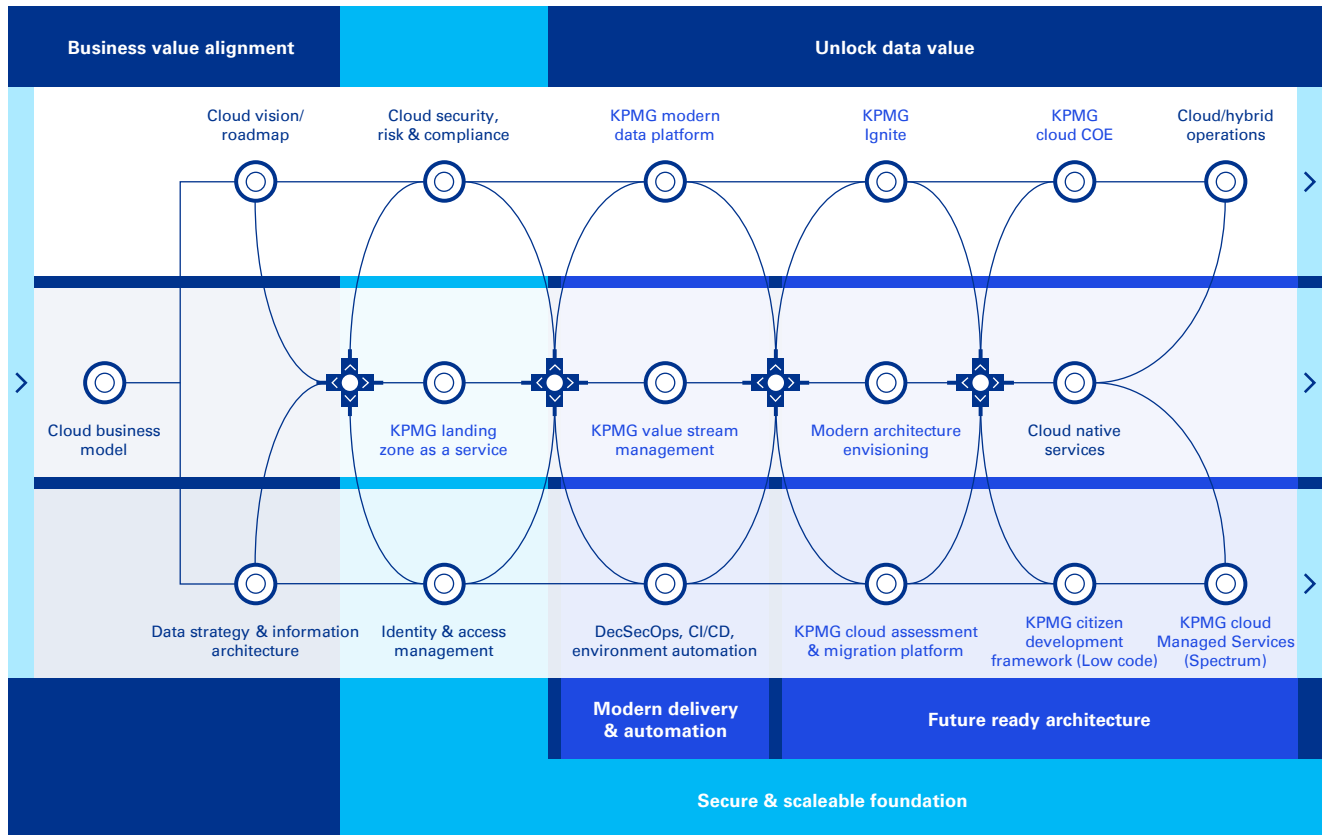 Business value alignment
Unlock data value
Cloud vision/
roadmap
Cloud security,
risk & compliance
KPMG modern
data platform
KPMG
Ignite
KPMG
cloud COE
Cloud/hybrid
operations
Cloud business
model
KPMG landing
zone as a service
KPMG value stream
management
Modern architecture
envisioning
Cloud native
services
Data strategy & information
architecture
Identity & access
management
DecSecOps, CI/CD,
environment automation
KPMG cloud assessment
& migration platform
KPMG citizen
development
framework (Low code)
KPMG cloud
Managed Services
(Spectrum)
Modern delivery
& automation
Future ready architecture
Secure & scaleable foundation